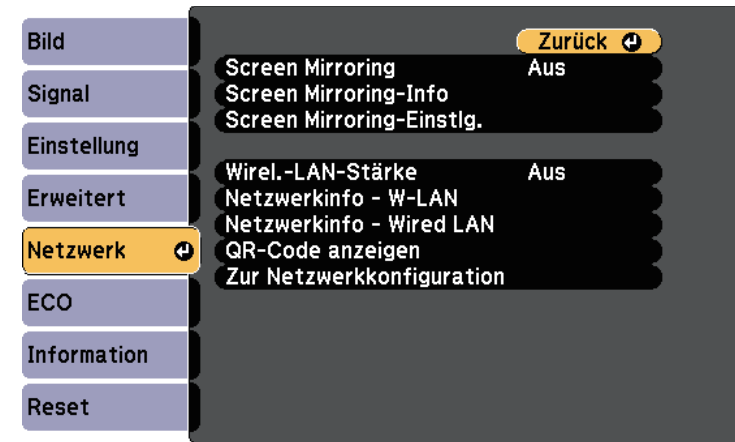 Bild
Signal
Einstellung
Erweitert
Netzwerk
ECO
Information
Reset
Zurück
Screen Mirroring Aus
Screen Mirroring-Info
Screen Mirroring-Einstlg.
Wirel.-LAN-Stärke Aus
Netzwerkinfo - W-LAN
Netzwerkinfo - Wired LAN
QR-Code anzeigen
Zur Netzwerkkonfiguration